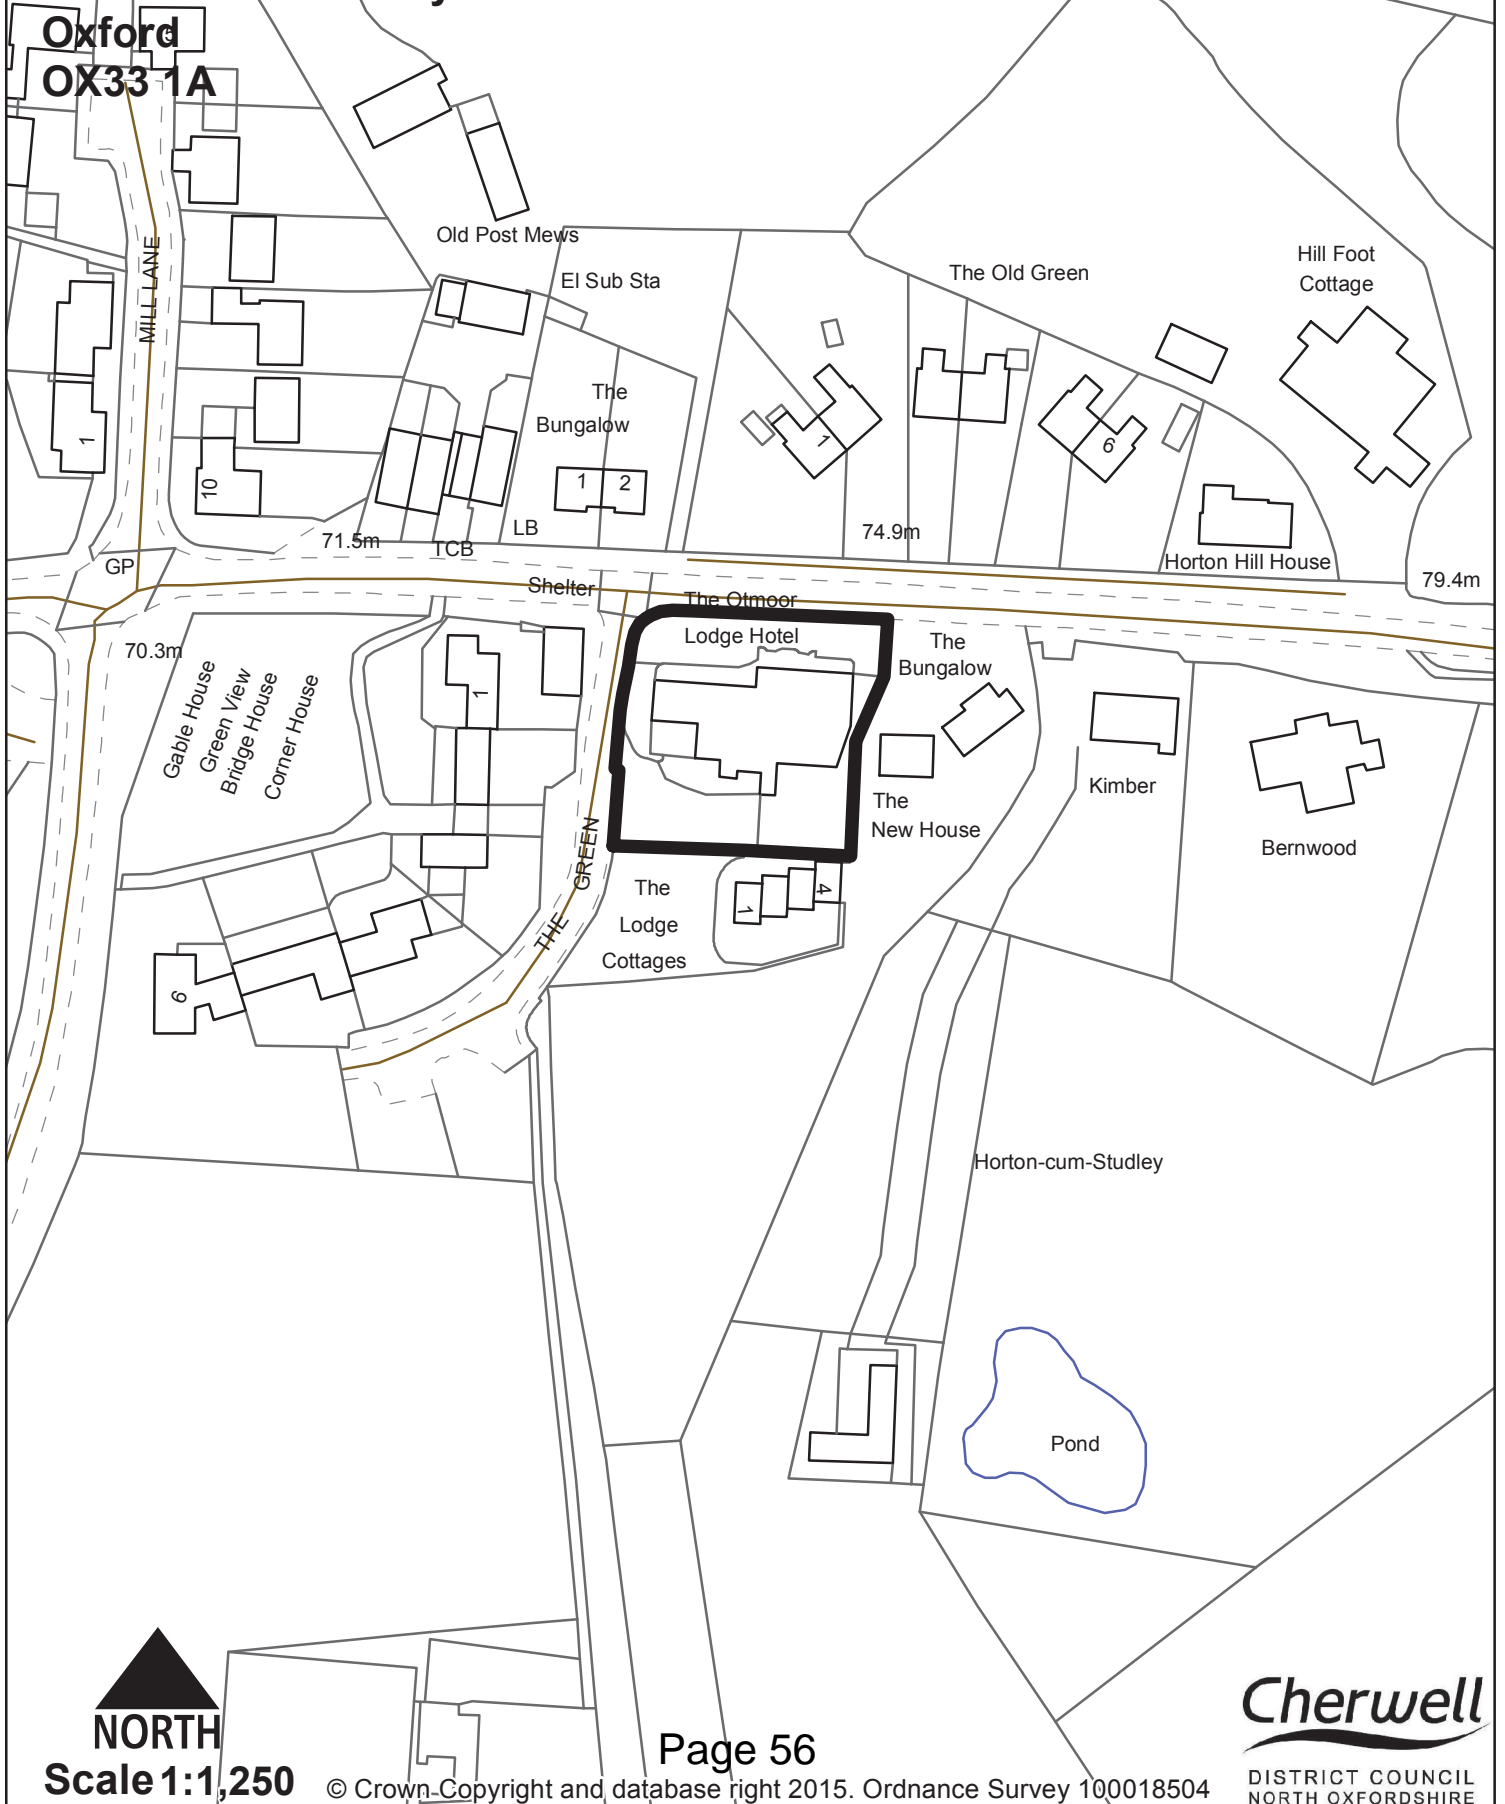 Oxford
5
OX33 1A
MILL LANE
Old Post Mews
El Sub Sta
The Old Green
Hill Foot
Cottage
The
Bungalow
1
10
1 2
1
6
71.5m
TCB
LB
74.9m
Horton Hill House
GP
Shelter
79.4m
The Otmoor
Lodge Hotel
70.3m
Gable House
Green View
Bridge House
Corner House
1
The
Bungalow
Kimber
The
New House
Bernwood
THE GREEN
The
Lodge
Cottages
1
4
6
Horton-cum-Studley
Pond
NORTH
Scale 1:1,250
Page 56
© Crown Copyright and database right 2015. Ordnance Survey 100018504
Cherwell
DISTRICT COUNCIL
NORTH OXFORDSHIRE